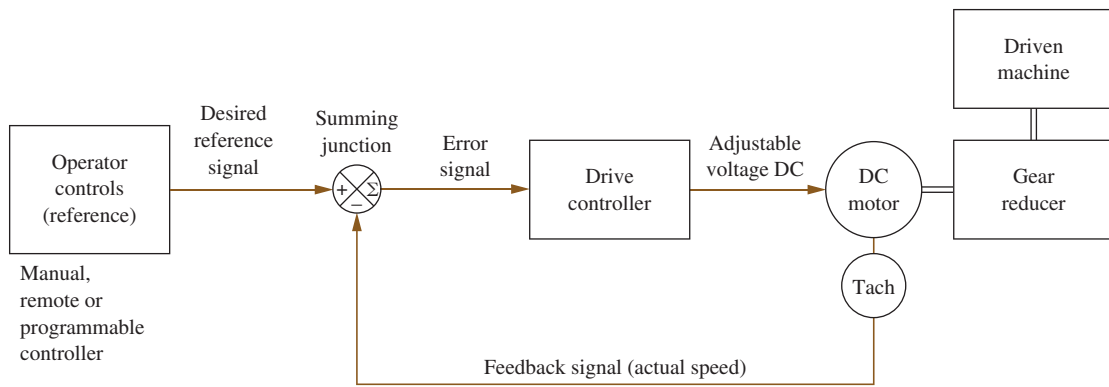 Operator
controls
(reference)
Manual,
remote or
programmable
controller
Desired
reference
signal
Summing
junction
+
Σ
−
Error
signal
Drive
controller
Adjustable
voltage DC
DC
motor
Tach
Driven
machine
Gear
reducer
Feedback signal (actual speed)